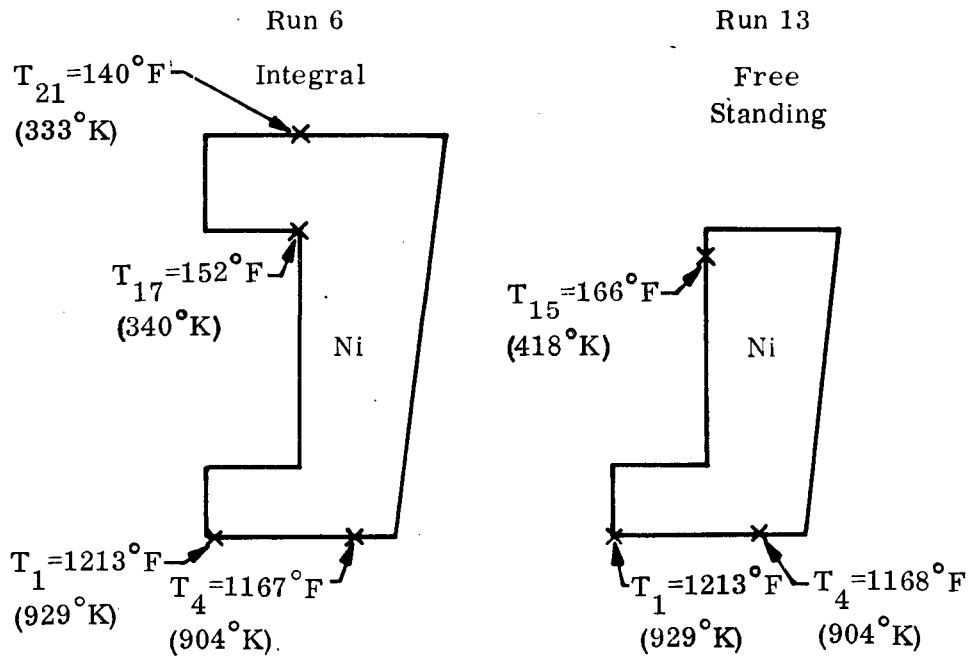 Run 6
Integral
T21=140°F
(333°K)
T17=152°F
(340°K)
Ni
T1=1213°F
(929°K)
T4=1167°F
(904°K)
Run 13
Free
Standing
T15=166°F
(418°K)
Ni
T1=1213°F
(929°K)
T4=1168°F
(904°K)